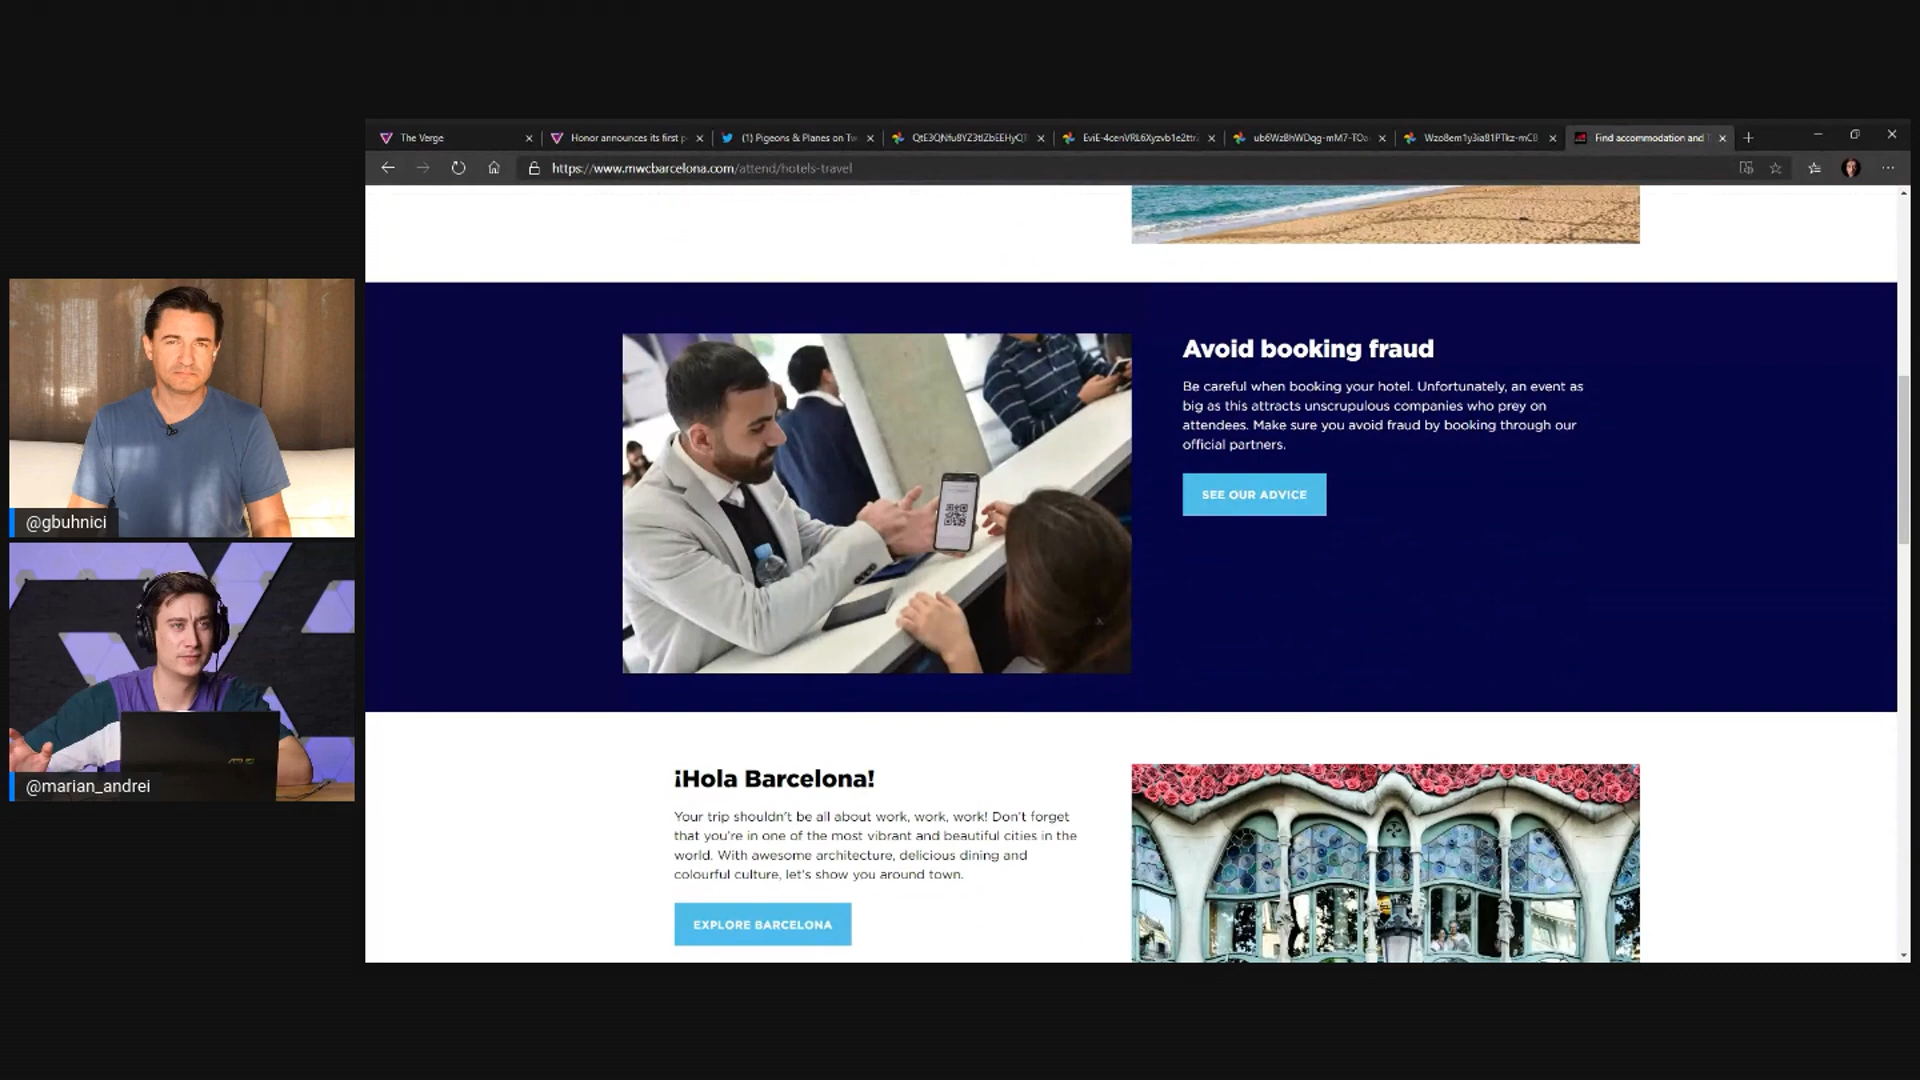 The Verge
Honor announces its first p
(1) Pigeons & Planes on Tw
ub6WzBhWDqg-mM7-TOa
Find accommodation and T
https://www.mwcbarcelona.com/attend/hotels-travel
Avoid booking fraud
Be careful when booking your hotel. Unfortunately, an event as
big as this attracts unscrupulous companies who prey on
attendees. Make sure you avoid fraud by booking through our
official partners.
SEE OUR ADVICE
@gbuhnici
@marian_andrei
¡Hola Barcelona!
Your trip shouldn't be all about work, work, work! Don't forget
that you're in one of the most vibrant and beautiful cities in the
world. With awesome architecture, delicious dining and
colourful culture, let's show you around town.
EXPLORE BARCELONA